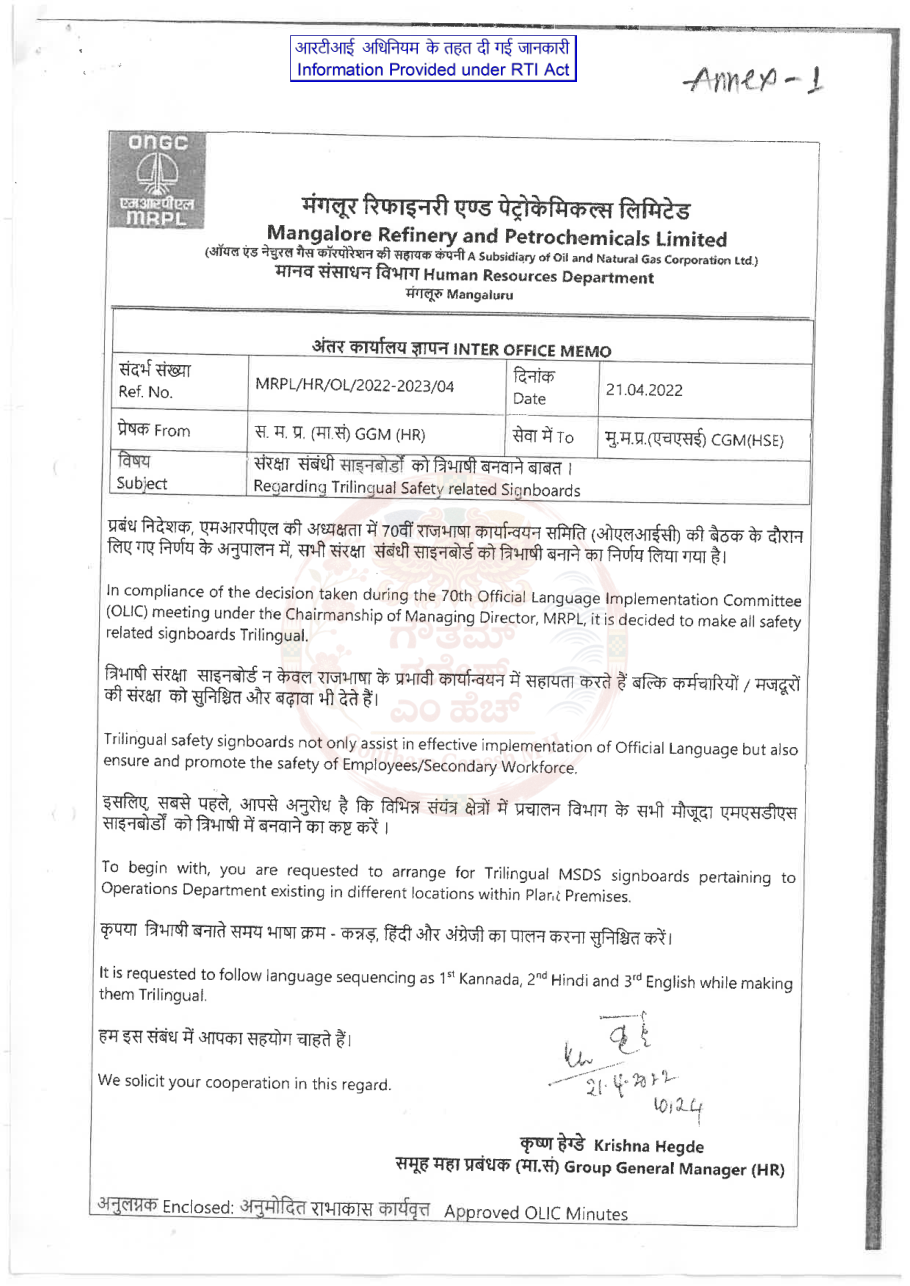 आरटीआई अधिनियम के तहत दी गई जानकारी
Information Provided under RTI Act
Annex-1
ONGC
एमआरपीएल
MRPL
मंगलूर रिफाइनरी एण्ड पेट्रोकेमिकल्स लिमिटेड
Mangalore Refinery and Petrochemicals Limited
(ऑयल एंड नेचुरल गैस कॉरपोरेशन की सहायक कंपनी A Subsidiary of Oil and Natural Gas Corporation Ltd.)
मानव संसाधन विभाग Human Resources Department
मंगलूरु Mangaluru
अंतर कार्यालय ज्ञापन INTER OFFICE MEMO
संदर्भ संख्या
Ref. No.
MRPL/HR/OL/2022-2023/04
दिनांक
Date
21.04.2022
प्रेषक From
स. म. प्र. (मा.सं) GGM (HR)
सेवा में To
मु.म.प्र.(एचएसई) CGM(HSE)
विषय
Subject
संरक्षा संबंधी साइनबोर्डों को त्रिभाषी बनवाने बाबत ।
Regarding Trilingual Safety related Signboards
प्रबंध निदेशक, एमआरपीएल की अध्यक्षता में 70वीं राजभाषा कार्यान्वयन समिति (ओएलआईसी) की बैठक के दौरान
लिए गए निर्णय के अनुपालन में, सभी संरक्षा संबंधी साइनबोर्ड को त्रिभाषी बनाने का निर्णय लिया गया है।
In compliance of the decision taken during the 70th Official Language Implementation Committee
(OLIC) meeting under the Chairmanship of Managing Director, MRPL, it is decided to make all safety
related signboards Trilingual.
त्रिभाषी संरक्षा साइनबोर्ड न केवल राजभाषा के प्रभावी कार्यान्वयन में सहायता करते हैं बल्कि कर्मचारियों / मजदूरों
की संरक्षा को सुनिश्चित और बढ़ावा भी देते हैं।
Trilingual safety signboards not only assist in effective implementation of Official Language but also
ensure and promote the safety of Employees/Secondary Workforce.
इसलिए, सबसे पहले, आपसे अनुरोध है कि विभिन्न संयंत्र क्षेत्रों में प्रचालन विभाग के सभी मौजूदा एमएसडीएस
साइनबोर्डों को त्रिभाषी में बनवाने का कष्ट करें ।
To begin with, you are requested to arrange for Trilingual MSDS signboards pertaining to
Operations Department existing in different locations within Plant Premises.
कृपया त्रिभाषी बनाते समय भाषा क्रम - कन्नड़, हिंदी और अंग्रेजी का पालन करना सुनिश्चित करें।
It is requested to follow language sequencing as 1st Kannada, 2nd Hindi and 3rd English while making
them Trilingual.
हम इस संबंध में आपका सहयोग चाहते हैं।
We solicit your cooperation in this regard.
21.4.2022
10:24
कृष्ण हेग्डे Krishna Hegde
समूह महा प्रबंधक (मा.सं) Group General Manager (HR)
अनुलग्नक Enclosed: अनुमोदित राभाकास कार्यवृत्त Approved OLIC Minutes